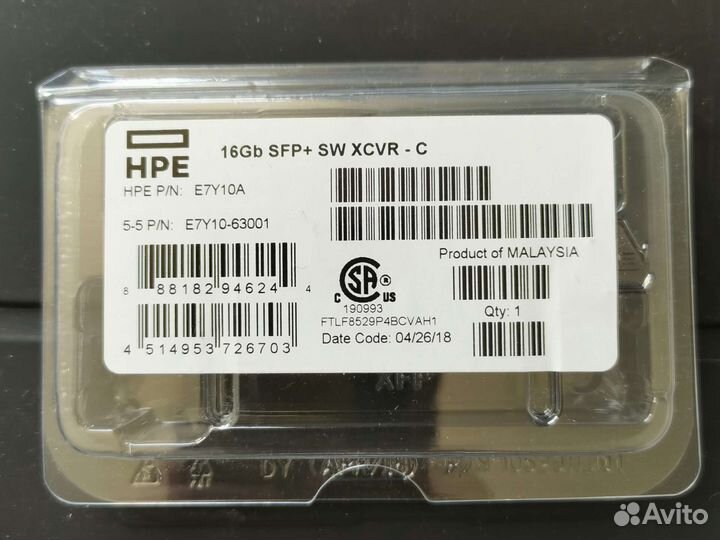 HPE
16Gb SFP+ SW XCVR - C
HPE P/N: E7Y10A
5-5 P/N: E7Y10-63001
Product of MALAYSIA
8 88182 94624 4
SA
C US
190993
FTLF8529P4BCVAH1
Qty: 1
Date Code: 04/26/18
4 514953 726703
Avito